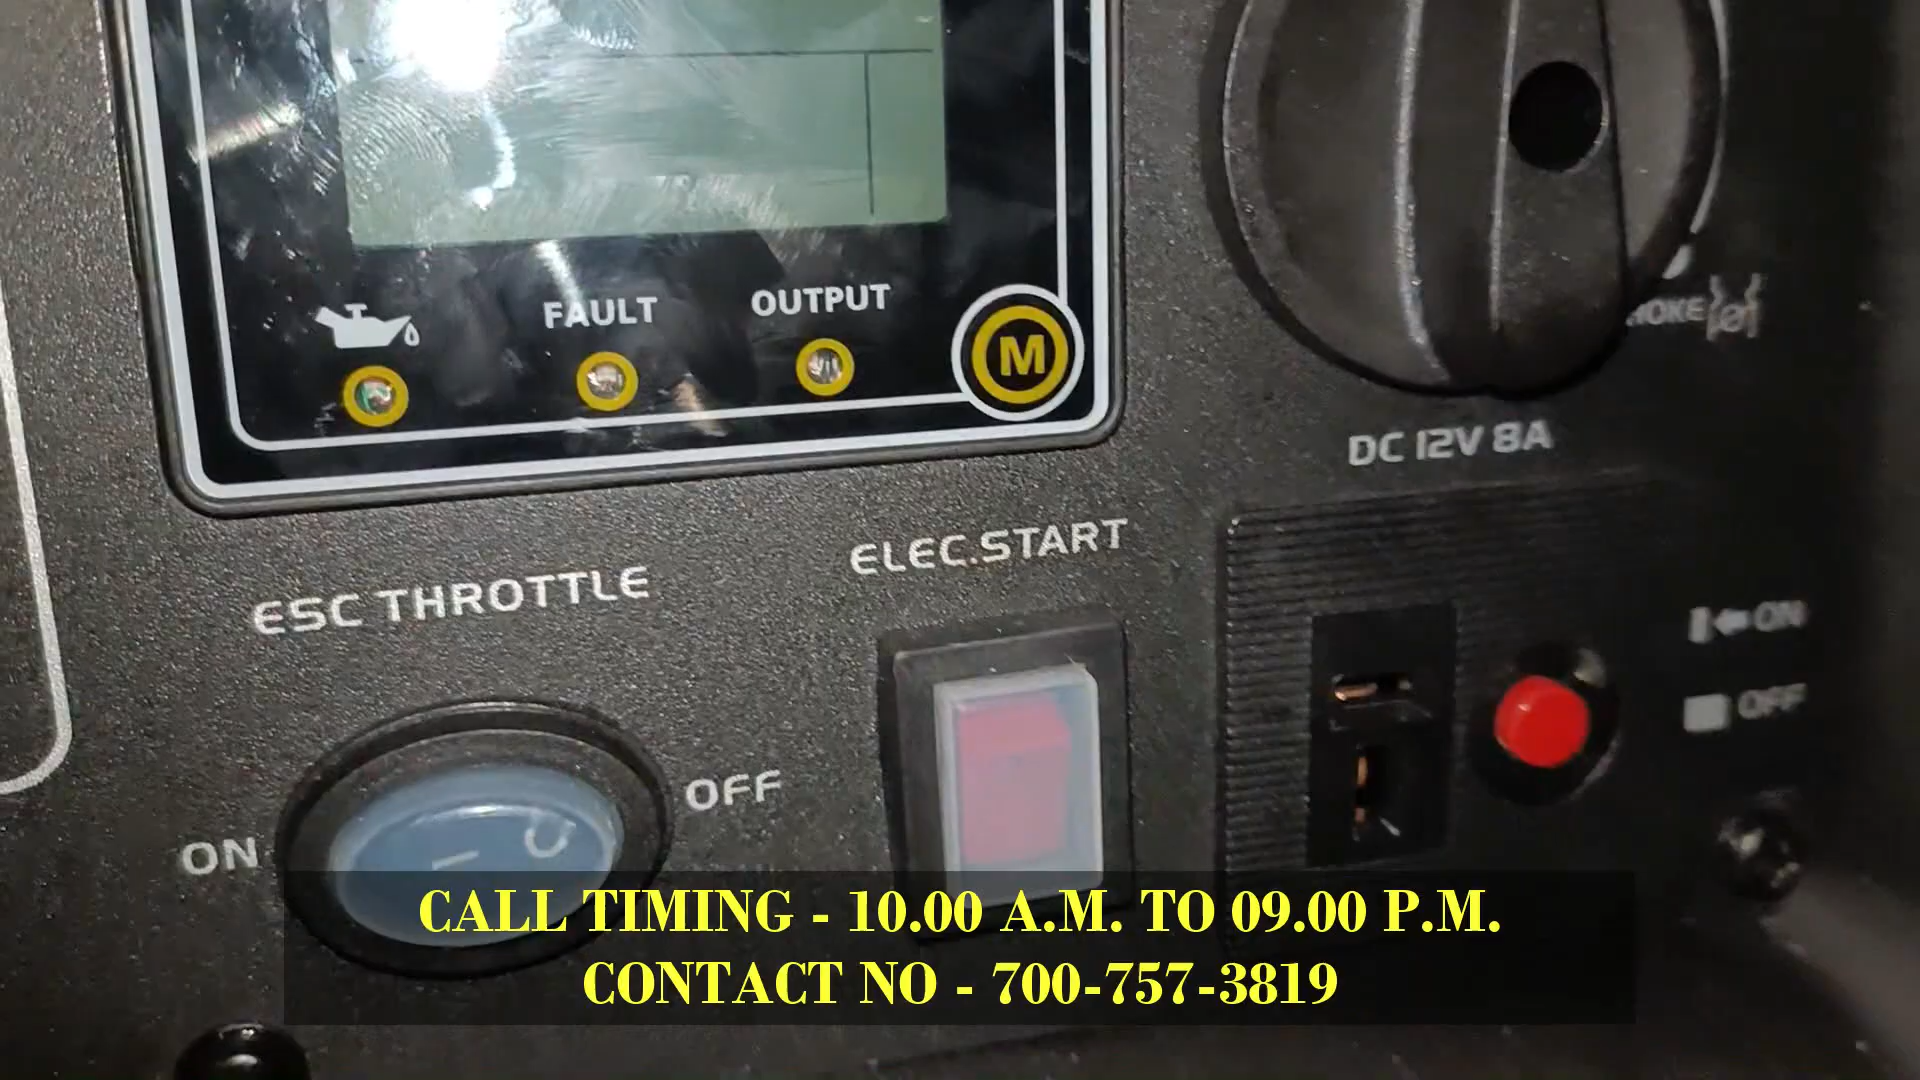 FAULT
OUTPUT
M
DC 12V 8A
ELEC.START
ESC THROTTLE
ON
OFF
ON
OFF
CALL TIMING - 10.00 A.M. TO 09.00 P.M.
CONTACT NO - 700-757-3819